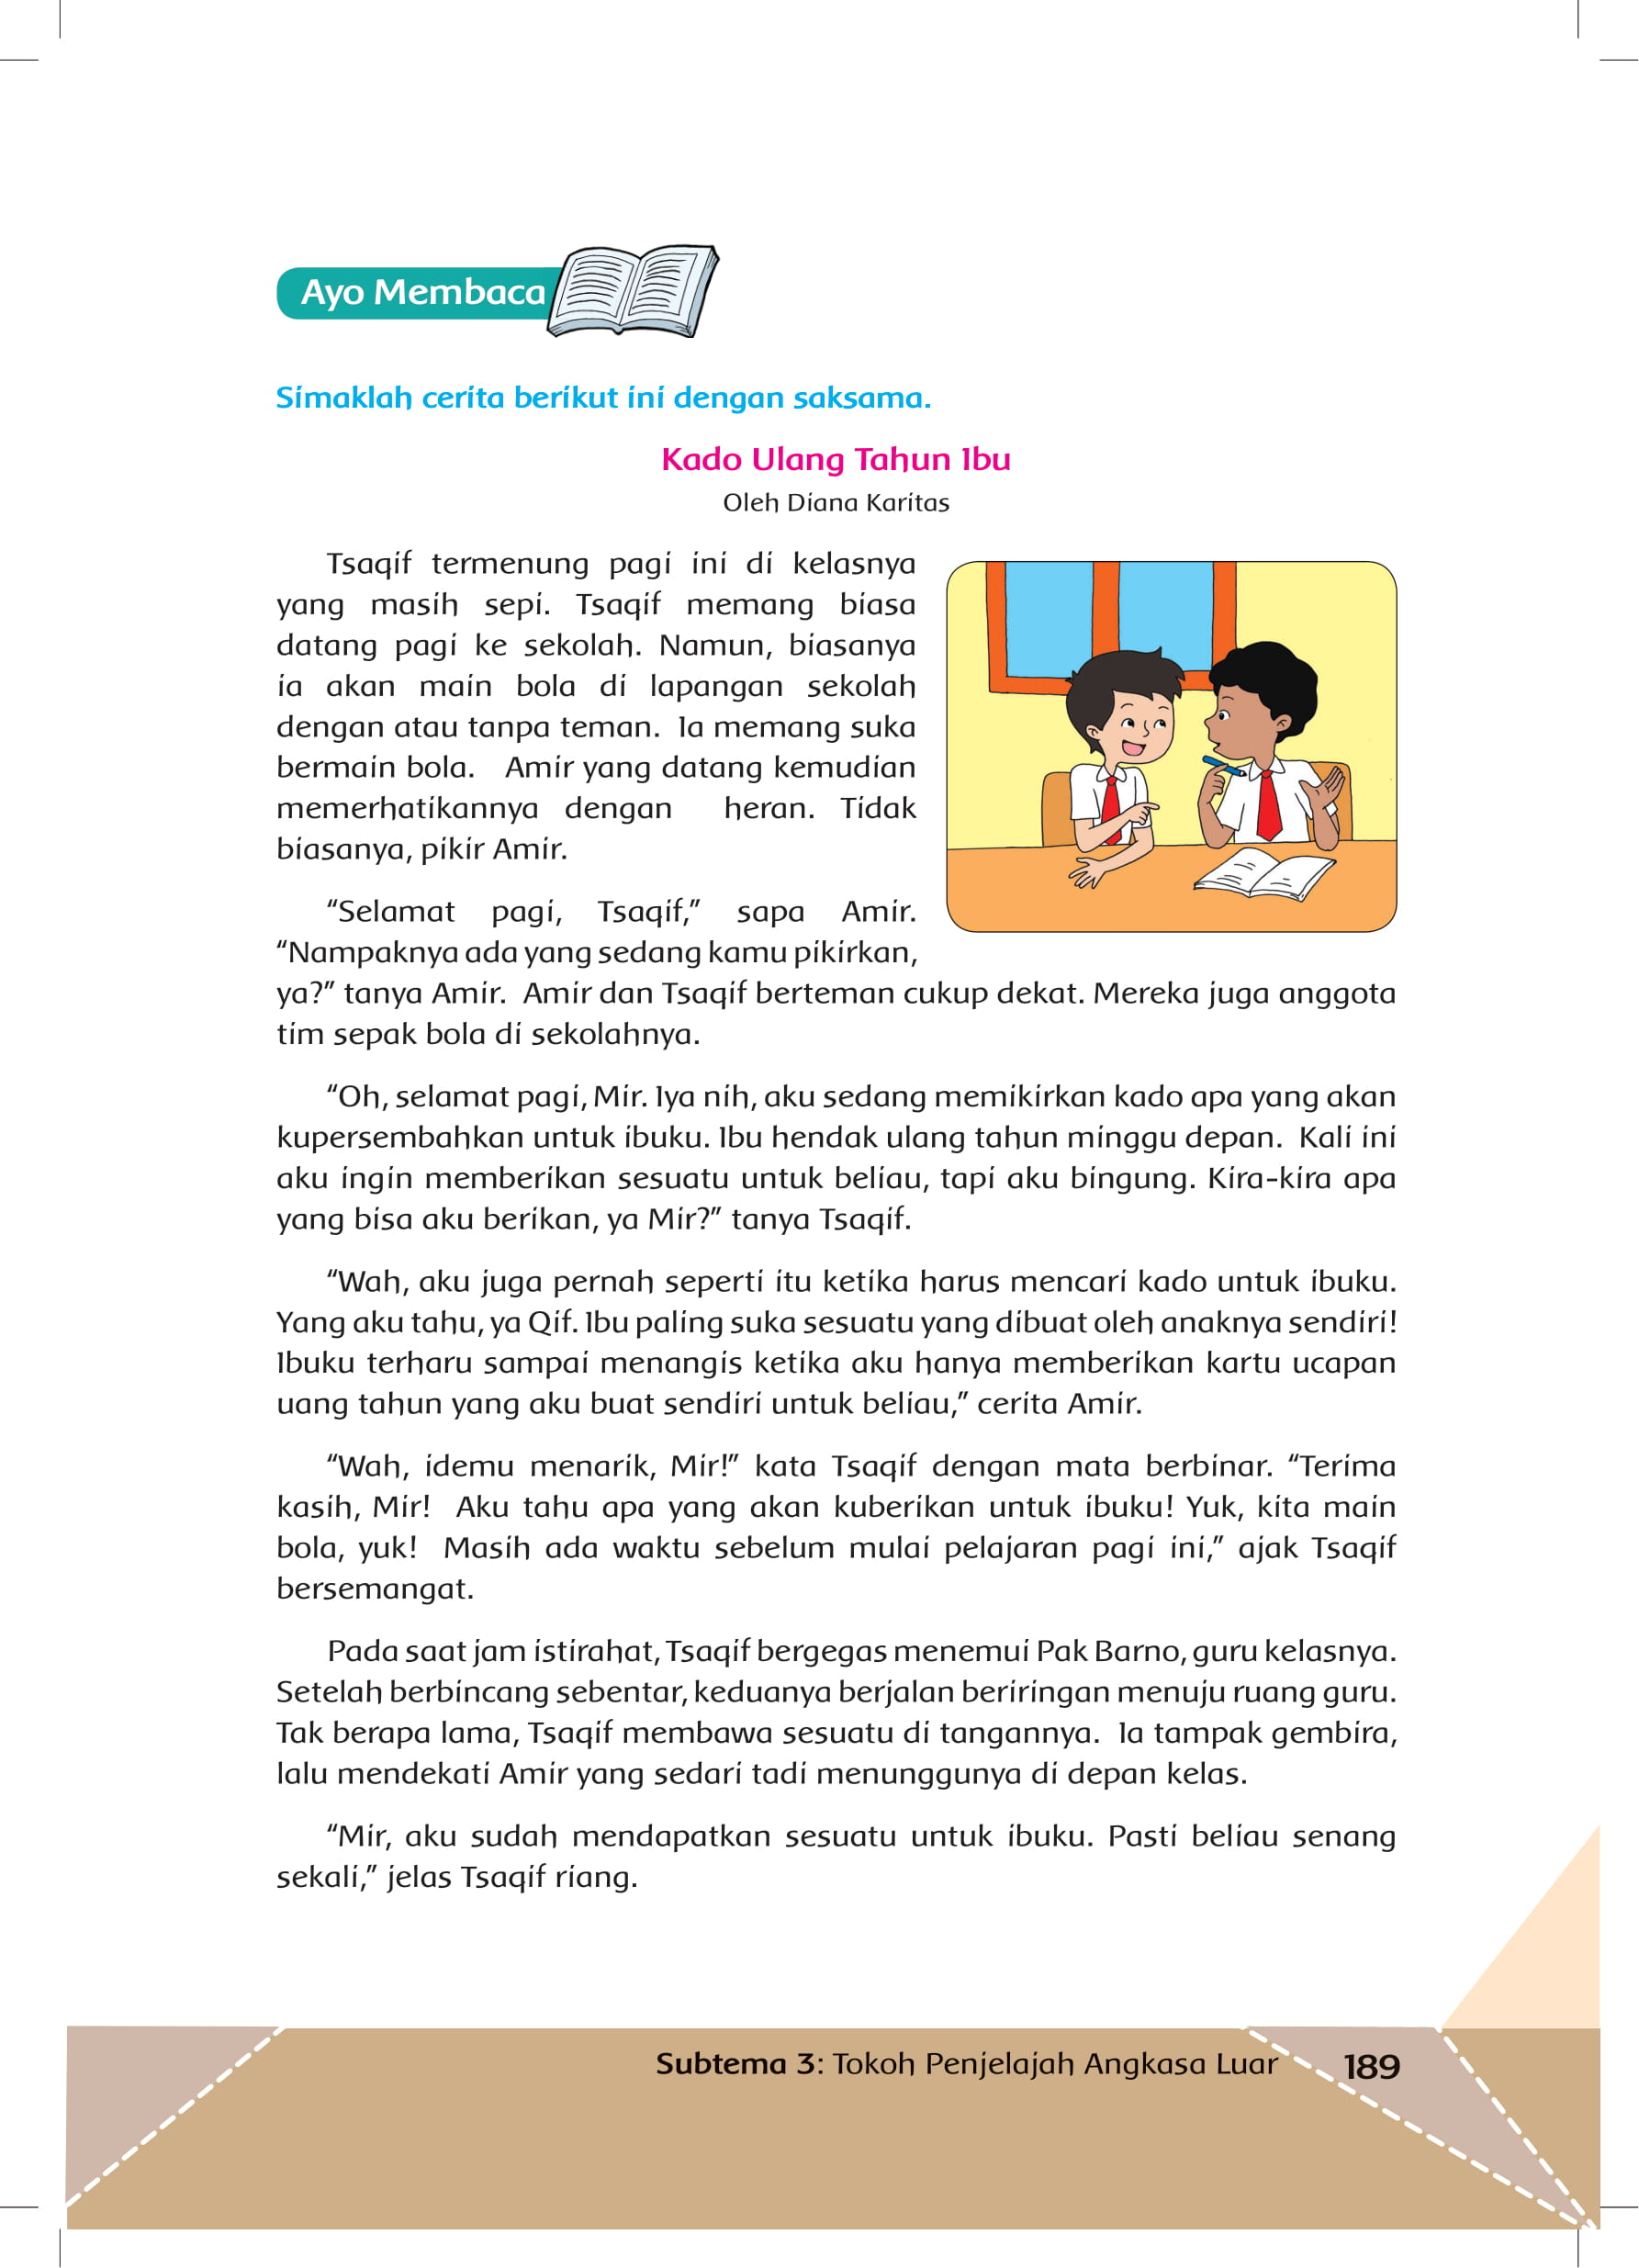 Ayo Membaca
Simaklah cerita berikut ini dengan saksama.
Kado Ulang Tahun Ibu
Oleh Diana Karitas
Tsaqif termenung pagi ini di kelasnya
yang masih sepi. Tsaqif memang biasa
datang pagi ke sekolah. Namun, biasanya
ia akan main bola di lapangan sekolah
dengan atau tanpa teman. Ia memang suka
bermain bola. Amir yang datang kemudian
memerhatikannya dengan heran. Tidak
biasanya, pikir Amir.
“Selamat pagi, Tsaqif,” sapa Amir.
“Nampaknya ada yang sedang kamu pikirkan,
ya?” tanya Amir. Amir dan Tsaqif berteman cukup dekat. Mereka juga anggota
tim sepak bola di sekolahnya.
“Oh, selamat pagi, Mir. Iya nih, aku sedang memikirkan kado apa yang akan
kupersembahkan untuk ibuku. Ibu hendak ulang tahun minggu depan. Kali ini
aku ingin memberikan sesuatu untuk beliau, tapi aku bingung. Kira-kira apa
yang bisa aku berikan, ya Mir?” tanya Tsaqif.
“Wah, aku juga pernah seperti itu ketika harus mencari kado untuk ibuku.
Yang aku tahu, ya Qif. Ibu paling suka sesuatu yang dibuat oleh anaknya sendiri!
Ibuku terharu sampai menangis ketika aku hanya memberikan kartu ucapan
uang tahun yang aku buat sendiri untuk beliau,” cerita Amir.
“Wah, idemu menarik, Mir!” kata Tsaqif dengan mata berbinar. “Terima
kasih, Mir! Aku tahu apa yang akan kuberikan untuk ibuku! Yuk, kita main
bola, yuk! Masih ada waktu sebelum mulai pelajaran pagi ini,” ajak Tsaqif
bersemangat.
Pada saat jam istirahat, Tsaqif bergegas menemui Pak Barno, guru kelasnya.
Setelah berbincang sebentar, keduanya berjalan beriringan menuju ruang guru.
Tak berapa lama, Tsaqif membawa sesuatu di tangannya. Ia tampak gembira,
lalu mendekati Amir yang sedari tadi menunggunya di depan kelas.
“Mir, aku sudah mendapatkan sesuatu untuk ibuku. Pasti beliau senang
sekali,” jelas Tsaqif riang.
Subtema 3: Tokoh Penjelajah Angkasa Luar 189